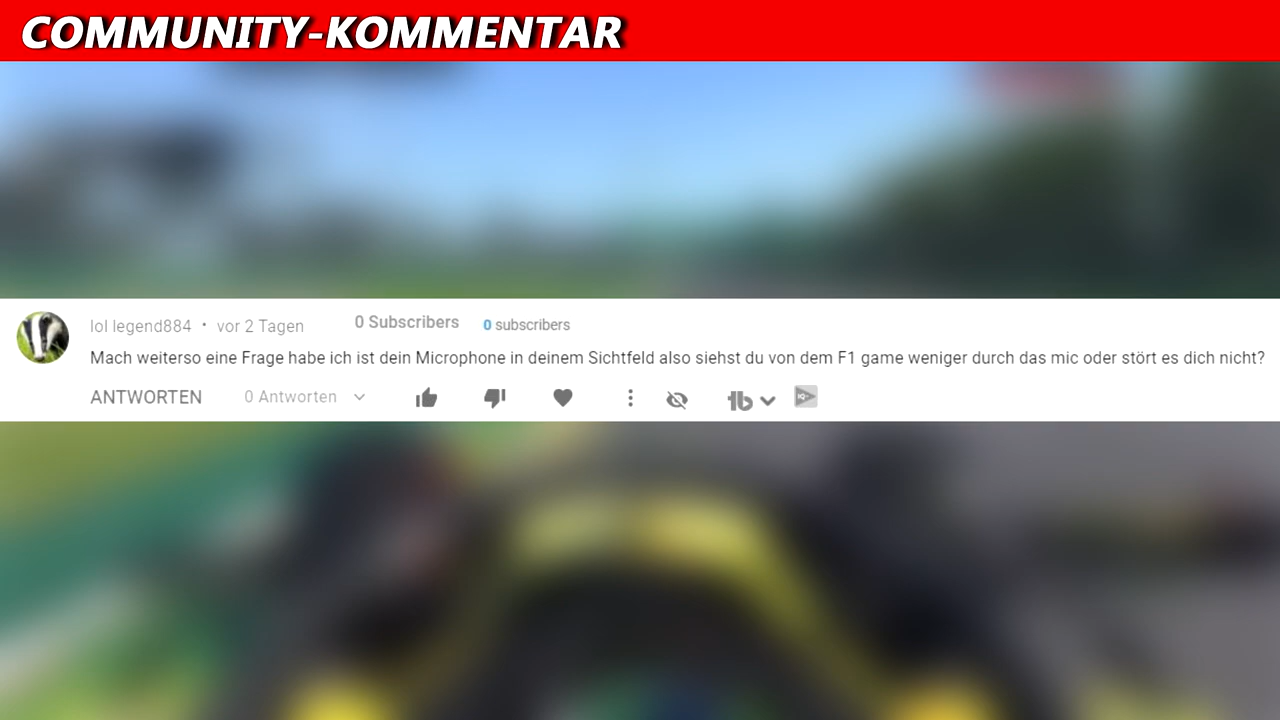 COMMUNITY-KOMMENTAR
lol legend884 • vor 2 Tagen 0 Subscribers 0 subscribers
Mach weiterso eine Frage habe ich ist dein Microphone in deinem Sichtfeld also siehst du von dem F1 game weniger durch das mic oder stört es dich nicht?
ANTWORTEN 0 Antworten